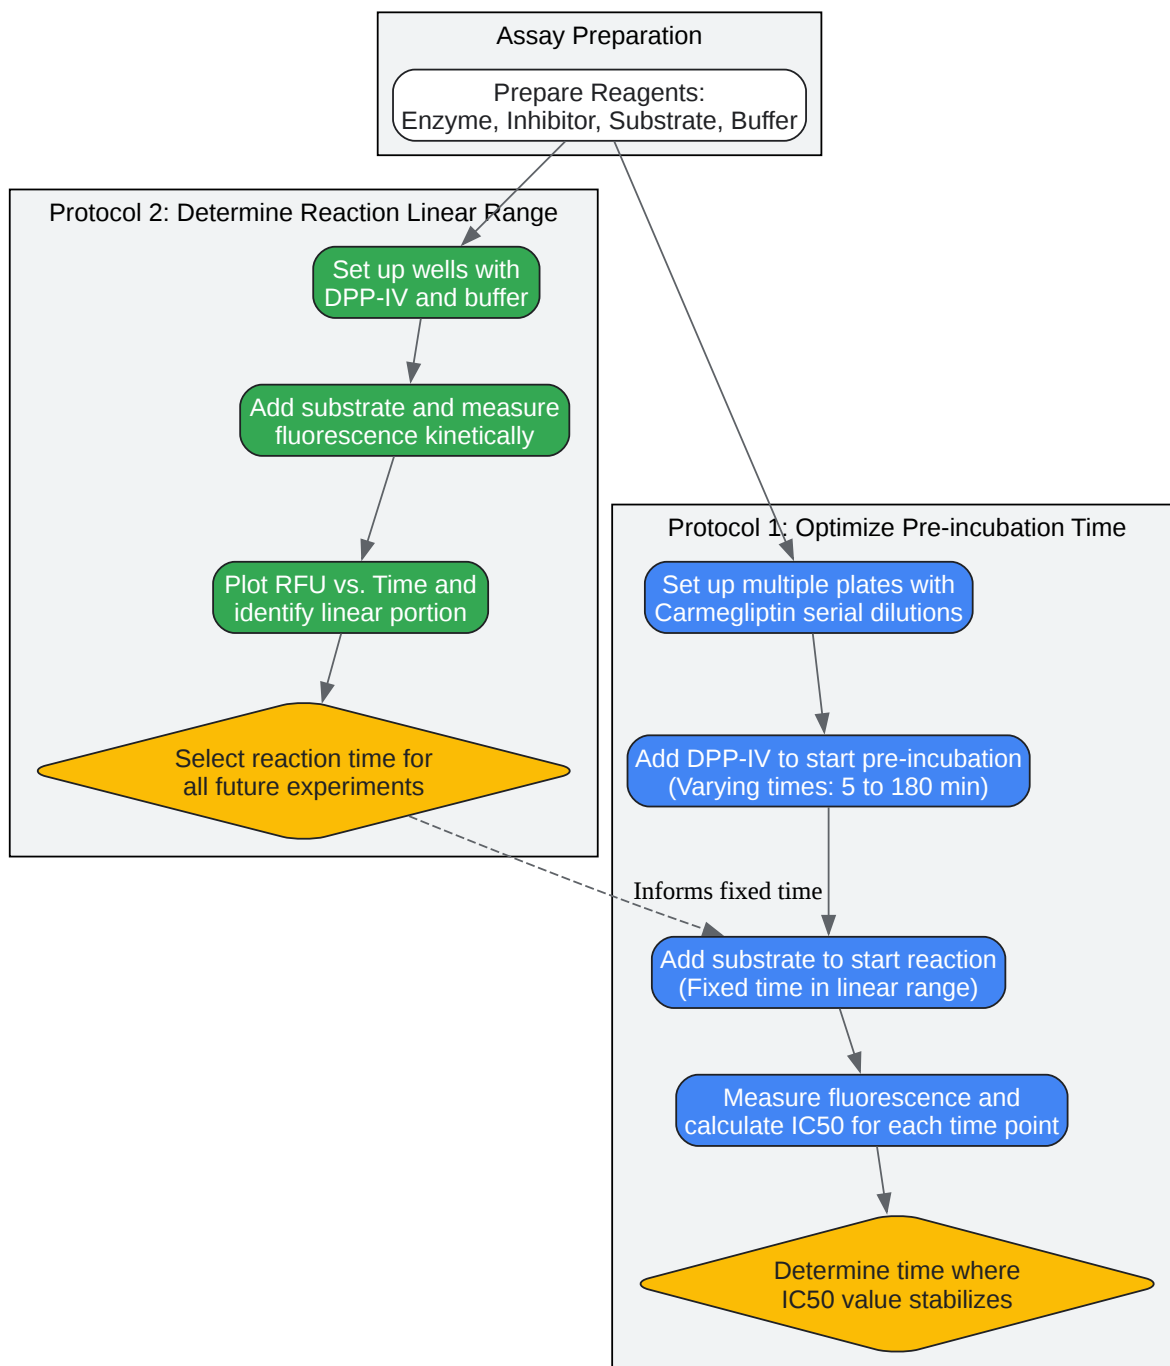 Assay Preparation
Prepare Reagents:
Enzyme, Inhibitor, Substrate, Buffer
Protocol 2: Determine Reaction Linear Range
Set up wells with
DPP-IV and buffer
Add substrate and measure
fluorescence kinetically
Plot RFU vs. Time and
identify linear portion
Select reaction time for
all future experiments
Protocol 1: Optimize Pre-incubation Time
Set up multiple plates with
Carmegliptin serial dilutions
Add DPP-IV to start pre-incubation
(Varying times: 5 to 180 min)
Informs fixed time
Add substrate to start reaction
(Fixed time in linear range)
Measure fluorescence and
calculate IC50 for each time point
Determine time where
IC50 value stabilizes